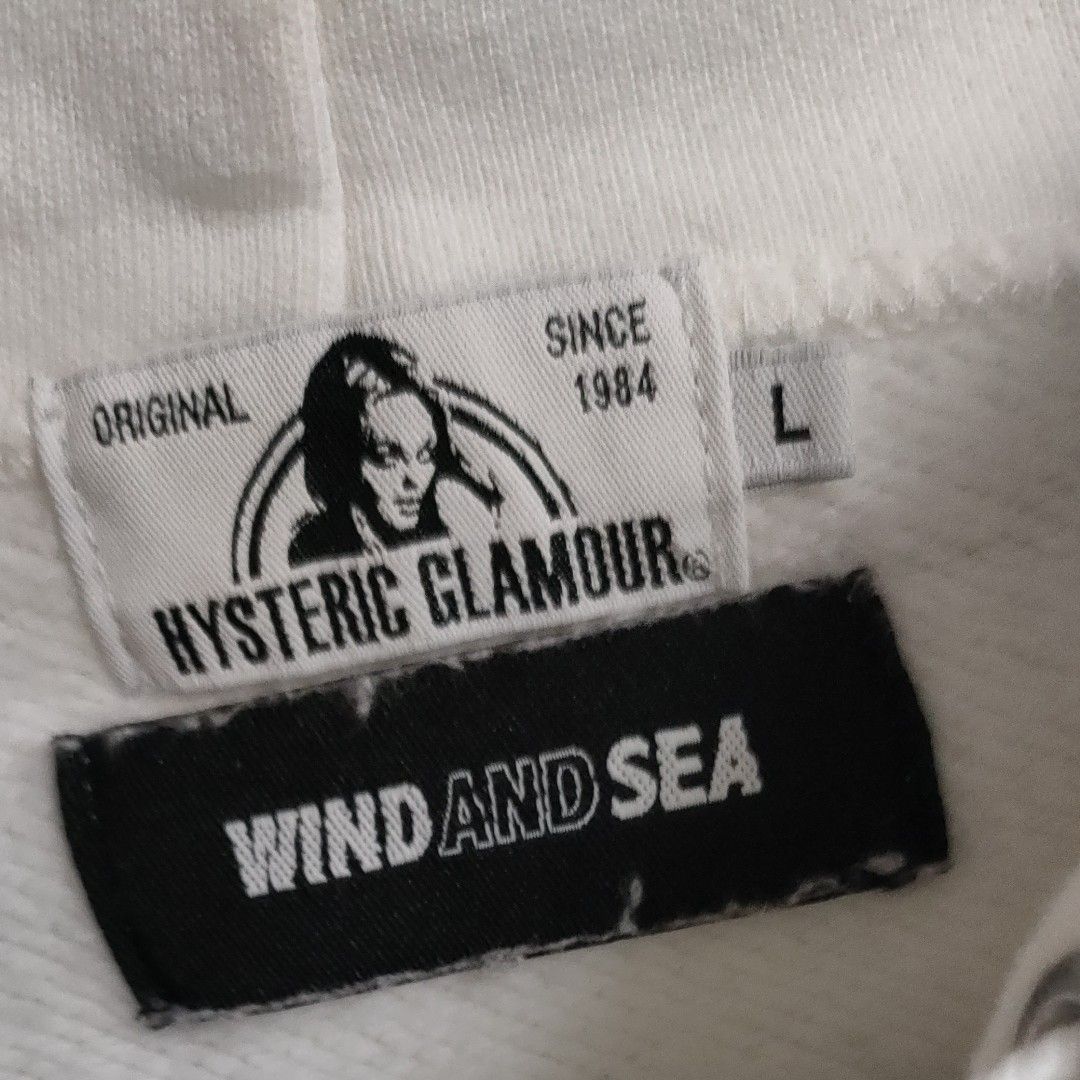 ORIGINAL
SINCE
1984
HYSTERIC GLAMOUR®
L
WIND AND SEA